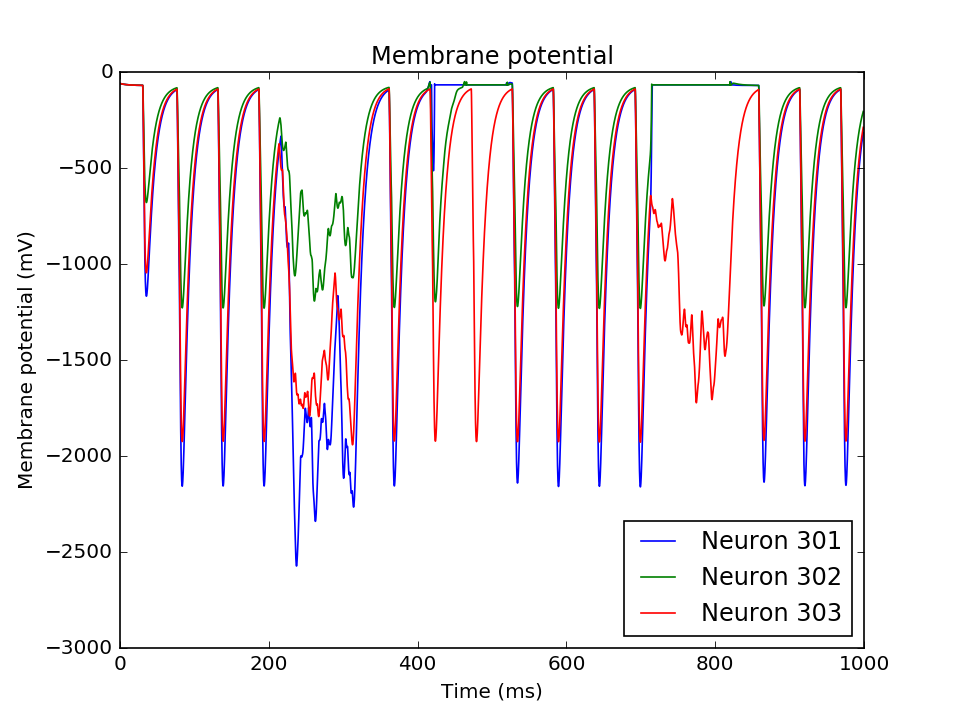 Membrane potential
0
−500
−1000
−1500
−2000
−2500
−3000
Membrane potential (mV)
Neuron 301
Neuron 302
Neuron 303
0 200 400 600 800 1000
Time (ms)